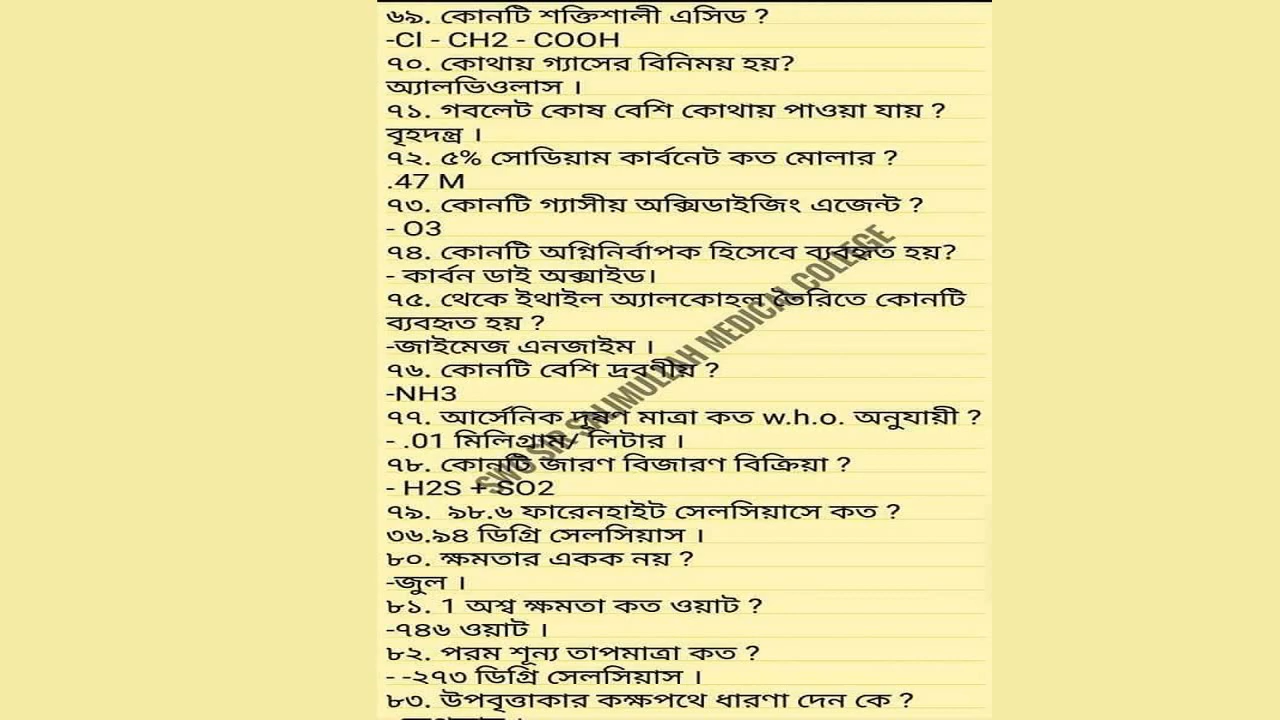 ৬৯. কোনটি শক্তিশালী এসিড ?
-Cl - CH2 - COOH
৭০. কোথায় গ্যাসের বিনিময় হয়?
অ্যালভিওলাস ।
৭১. গবলেট কোষ বেশি কোথায় পাওয়া যায় ?
বৃহদন্ত্র ।
৭২. ৫% সোডিয়াম কার্বনেট কত মোলার ?
.47 M
৭৩. কোনটি গ্যাসীয় অক্সিডাইজিং এজেন্ট ?
- O3
৭৪. কোনটি অগ্নিনির্বাপক হিসেবে ব্যবহৃত হয়?
- কার্বন ডাই অক্সাইড।
৭৫. থেকে ইথাইল অ্যালকোহল তৈরিতে কোনটি
ব্যবহৃত হয় ?
-জাইমেজ এনজাইম ।
৭৬. কোনটি বেশি দ্রবণীয় ?
-NH3
৭৭. আর্সেনিক দূষণ মাত্রা কত w.h.o. অনুযায়ী ?
- .01 মিলিগ্রাম/ লিটার ।
৭৮. কোনটি জারণ বিজারণ বিক্রিয়া ?
- H2S + SO2
৭৯. ৯৮.৬ ফারেনহাইট সেলসিয়াসে কত ?
৩৬.৯৪ ডিগ্রি সেলসিয়াস ।
৮০. ক্ষমতার একক নয় ?
-জুল ।
৮১. 1 অশ্ব ক্ষমতা কত ওয়াট ?
-৭৪৬ ওয়াট ।
৮২. পরম শূন্য তাপমাত্রা কত ?
- -২৭৩ ডিগ্রি সেলসিয়াস ।
৮৩. উপবৃত্তাকার কক্ষপথে ধারণা দেন কে ?
SIR SALIMULLAH MEDICAL COLLEGE